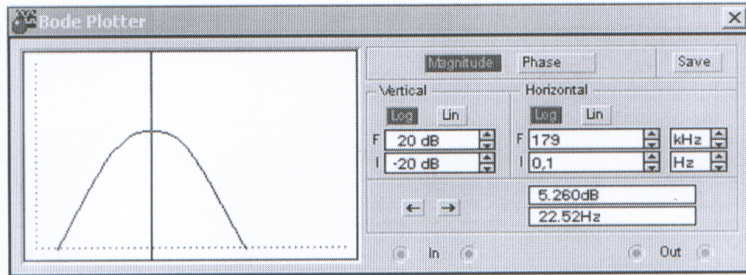 Bode Plotter
Magnitude Phase Save
Vertical Horizontal
Log Lin Log Lin
F 20 dB F 179 kHz
I -20 dB I 0,1 Hz
← → 5.260dB
22.52Hz
In Out